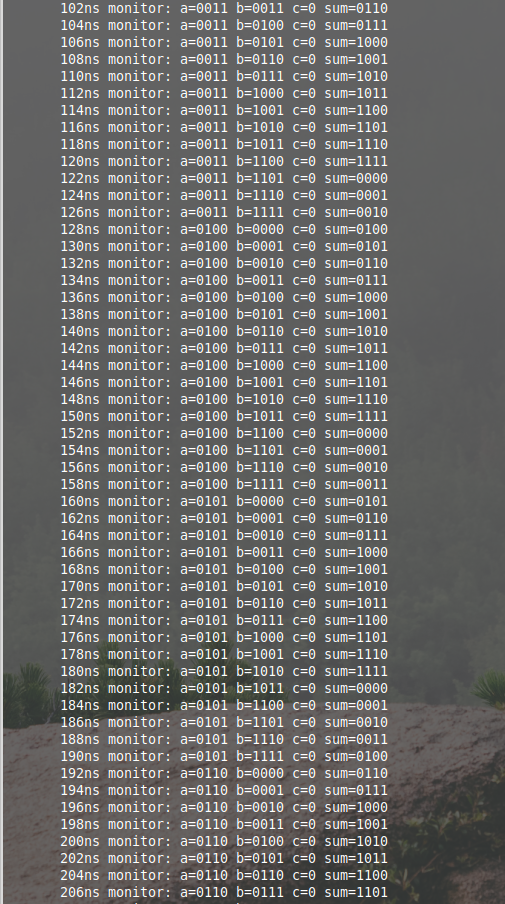 102ns monitor: a=0011 b=0011 c=0 sum=0110
104ns monitor: a=0011 b=0100 c=0 sum=0111
106ns monitor: a=0011 b=0101 c=0 sum=1000
108ns monitor: a=0011 b=0110 c=0 sum=1001
110ns monitor: a=0011 b=0111 c=0 sum=1010
112ns monitor: a=0011 b=1000 c=0 sum=1011
114ns monitor: a=0011 b=1001 c=0 sum=1100
116ns monitor: a=0011 b=1010 c=0 sum=1101
118ns monitor: a=0011 b=1011 c=0 sum=1110
120ns monitor: a=0011 b=1100 c=0 sum=1111
122ns monitor: a=0011 b=1101 c=0 sum=0000
124ns monitor: a=0011 b=1110 c=0 sum=0001
126ns monitor: a=0011 b=1111 c=0 sum=0010
128ns monitor: a=0100 b=0000 c=0 sum=0100
130ns monitor: a=0100 b=0001 c=0 sum=0101
132ns monitor: a=0100 b=0010 c=0 sum=0110
134ns monitor: a=0100 b=0011 c=0 sum=0111
136ns monitor: a=0100 b=0100 c=0 sum=1000
138ns monitor: a=0100 b=0101 c=0 sum=1001
140ns monitor: a=0100 b=0110 c=0 sum=1010
142ns monitor: a=0100 b=0111 c=0 sum=1011
144ns monitor: a=0100 b=1000 c=0 sum=1100
146ns monitor: a=0100 b=1001 c=0 sum=1101
148ns monitor: a=0100 b=1010 c=0 sum=1110
150ns monitor: a=0100 b=1011 c=0 sum=1111
152ns monitor: a=0100 b=1100 c=0 sum=0000
154ns monitor: a=0100 b=1101 c=0 sum=0001
156ns monitor: a=0100 b=1110 c=0 sum=0010
158ns monitor: a=0100 b=1111 c=0 sum=0011
160ns monitor: a=0101 b=0000 c=0 sum=0101
162ns monitor: a=0101 b=0001 c=0 sum=0110
164ns monitor: a=0101 b=0010 c=0 sum=0111
166ns monitor: a=0101 b=0011 c=0 sum=1000
168ns monitor: a=0101 b=0100 c=0 sum=1001
170ns monitor: a=0101 b=0101 c=0 sum=1010
172ns monitor: a=0101 b=0110 c=0 sum=1011
174ns monitor: a=0101 b=0111 c=0 sum=1100
176ns monitor: a=0101 b=1000 c=0 sum=1101
178ns monitor: a=0101 b=1001 c=0 sum=1110
180ns monitor: a=0101 b=1010 c=0 sum=1111
182ns monitor: a=0101 b=1011 c=0 sum=0000
184ns monitor: a=0101 b=1100 c=0 sum=0001
186ns monitor: a=0101 b=1101 c=0 sum=0010
188ns monitor: a=0101 b=1110 c=0 sum=0011
190ns monitor: a=0101 b=1111 c=0 sum=0100
192ns monitor: a=0110 b=0000 c=0 sum=0110
194ns monitor: a=0110 b=0001 c=0 sum=0111
196ns monitor: a=0110 b=0010 c=0 sum=1000
198ns monitor: a=0110 b=0011 c=0 sum=1001
200ns monitor: a=0110 b=0100 c=0 sum=1010
202ns monitor: a=0110 b=0101 c=0 sum=1011
204ns monitor: a=0110 b=0110 c=0 sum=1100
206ns monitor: a=0110 b=0111 c=0 sum=1101